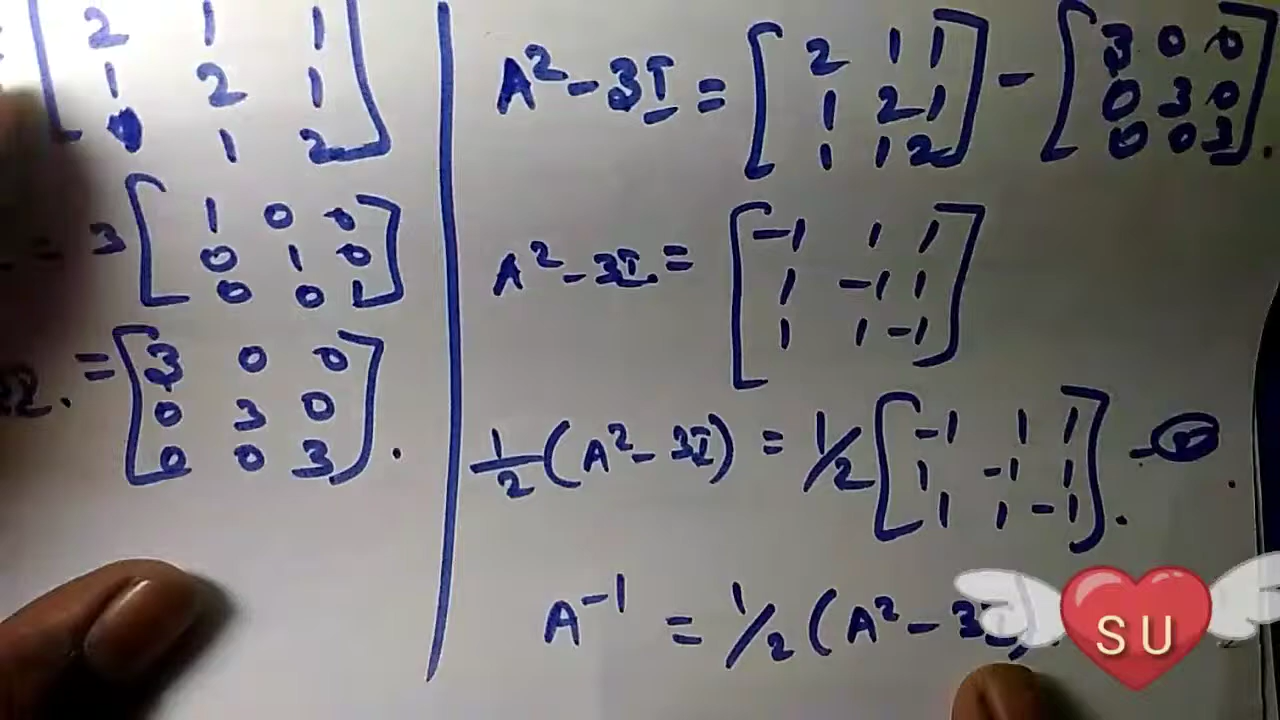 2 1 1
1 2 1
0 1 2
= 3 [ 1 0 0
0 1 0
0 0 1 ]
= [ 3 0 0
0 3 0
0 0 3 ].
A² - 3I = [ 2 1 1
1 2 1
1 1 2 ] - [ 3 0 0
0 3 0
0 0 3 ].
A² - 3I = [ -1 1 1
1 -1 1
1 1 -1 ]
1/2 (A² - 3I) = 1/2 [ -1 1 1
1 -1 1
1 1 -1 ].
A⁻¹ = 1/2 (A² - 3I)
SU